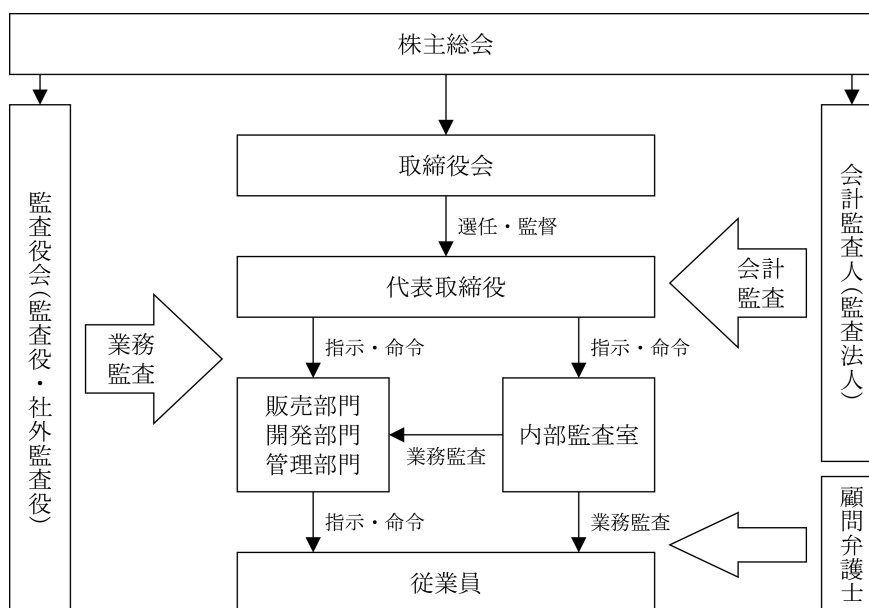 株主総会
取締役会
選任・監督
代表取締役
会計
監査
監査役会(監査役・社外監査役)
会計監査人(監査法人)
業務
監査
指示・命令
指示・命令
販売部門
開発部門
管理部門
内部監査室
業務監査
指示・命令
業務監査
顧問弁護士
従業員